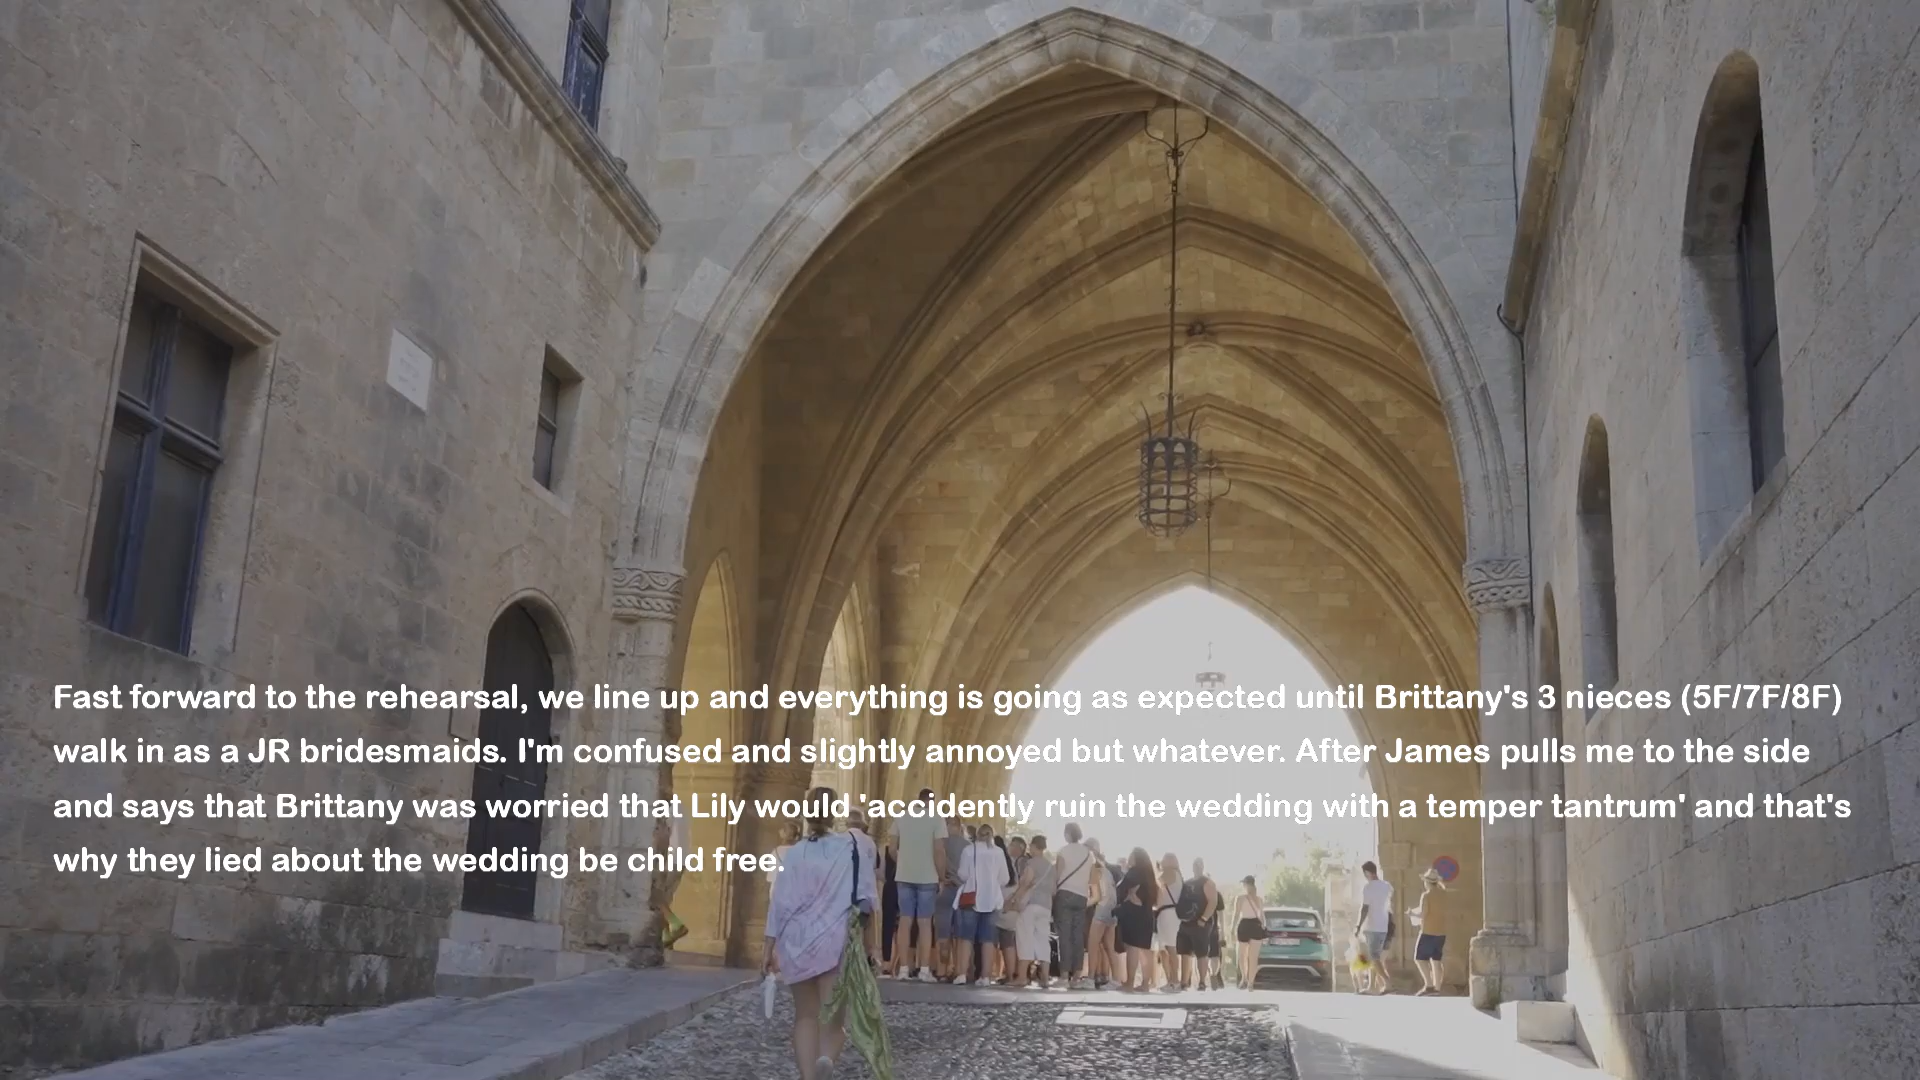 Fast forward to the rehearsal, we line up and everything is going as expected until Brittany's 3 nieces (5F/7F/8F)
walk in as a JR bridesmaids. I'm confused and slightly annoyed but whatever. After James pulls me to the side
and says that Brittany was worried that Lily would 'accidently ruin the wedding with a temper tantrum' and that's
why they lied about the wedding be child free.